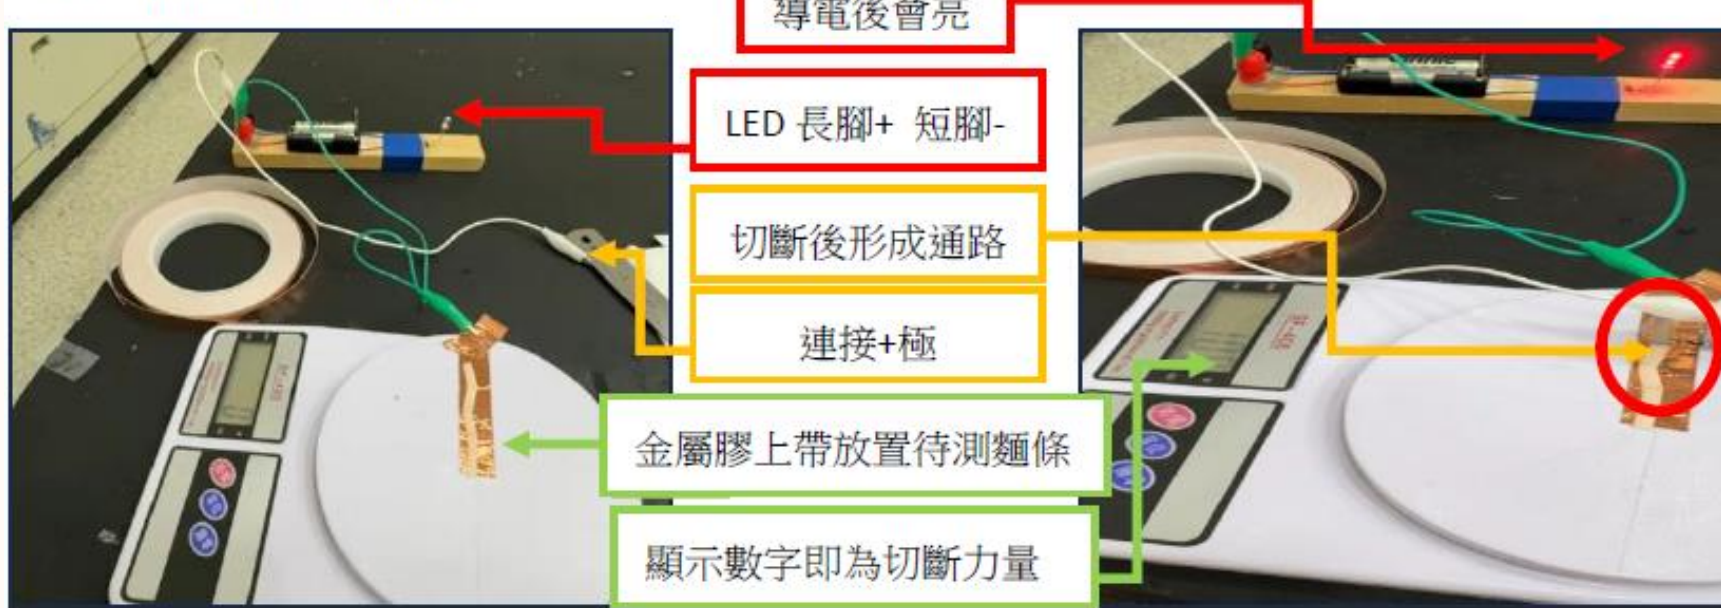 導電後會亮
LED 長腳+ 短腳-
切斷後形成通路
連接+極
金屬膠上帶放置待測麵條
顯示數字即為切斷力量